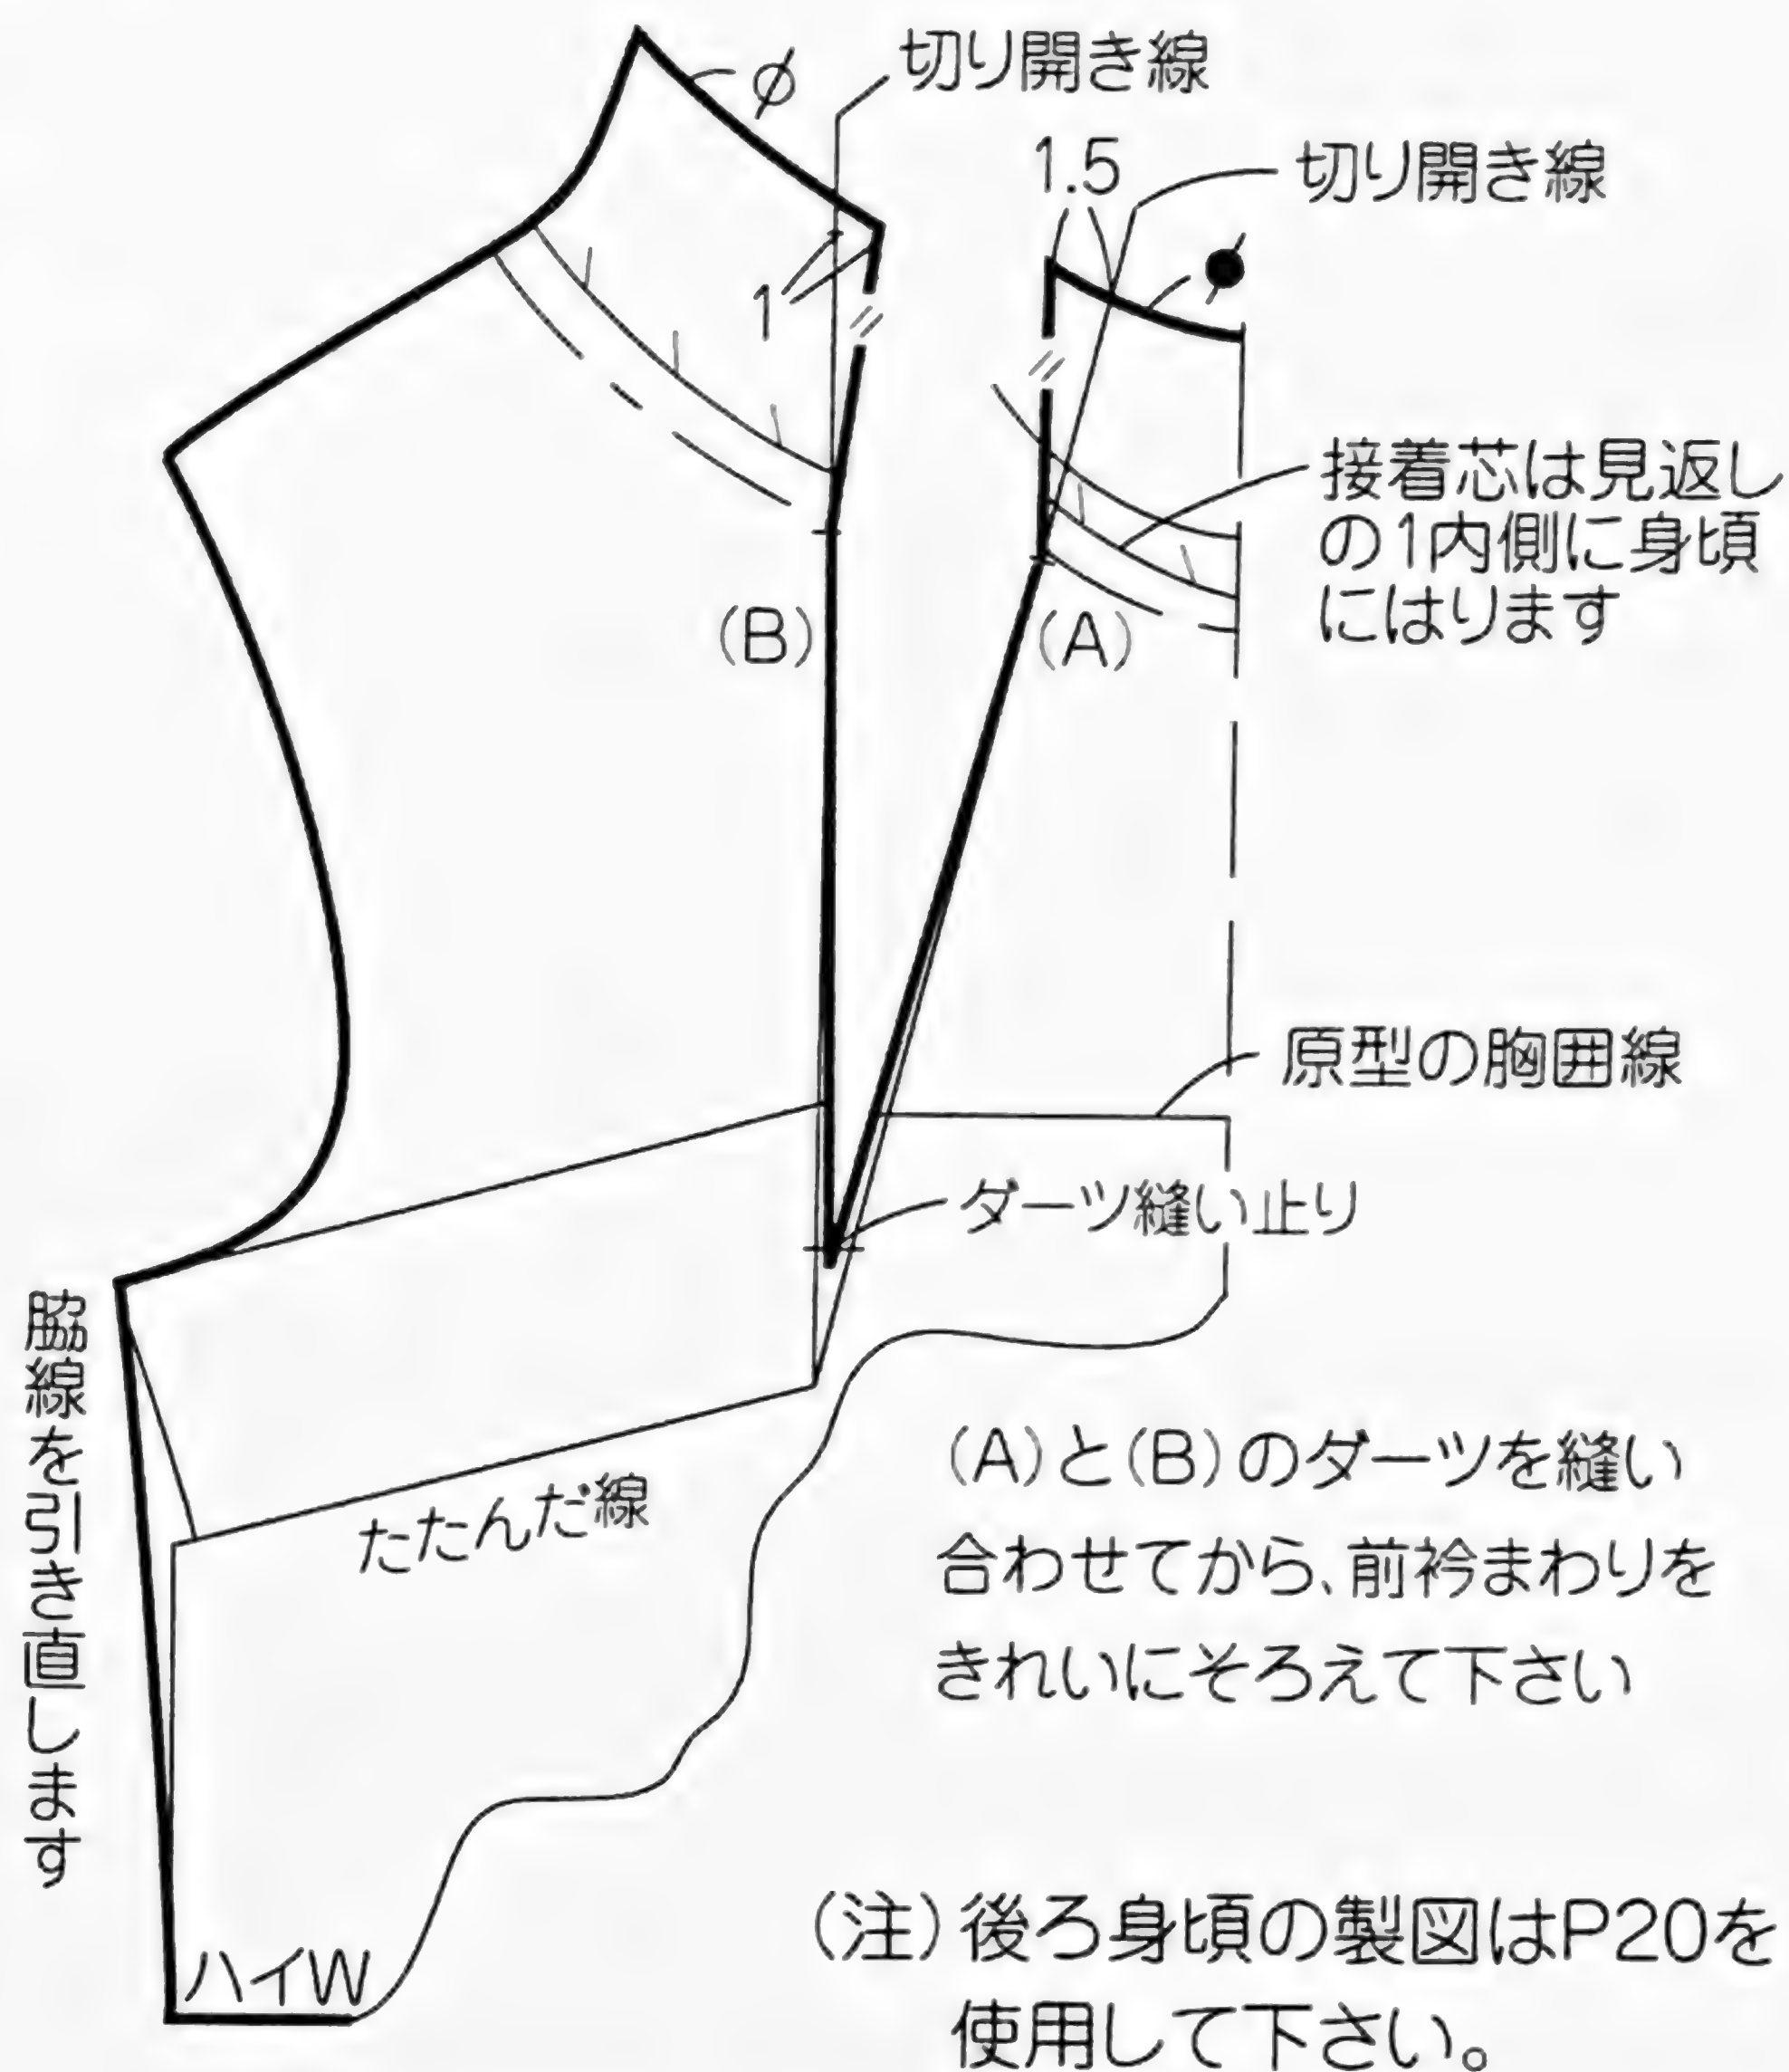 φ
切り開き線
1.5
切り開き線
1
接着芯は見返し
の1内側に身頃
にはります
(B)
(A)
原型の胸囲線
ダーツ縫い止り
脇線を引き直します
たたんだ線
(A)と(B)のダーツを縫い
合わせてから、前衿まわりを
きれいにそろえて下さい
ハイW
(注)後ろ身頃の製図はP20を
使用して下さい。